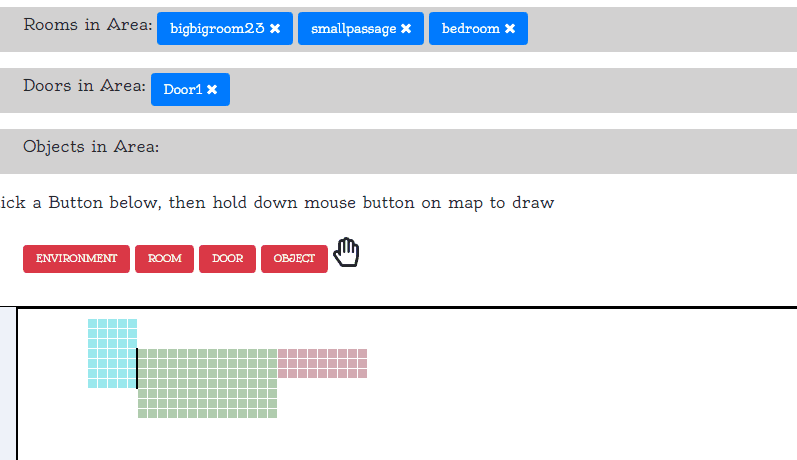 Rooms in Area: bigbigroom23 × smallpassage × bedroom ×
Doors in Area: Door1 ×
Objects in Area:
ick a Button below, then hold down mouse button on map to draw
ENVIRONMENT ROOM DOOR OBJECT